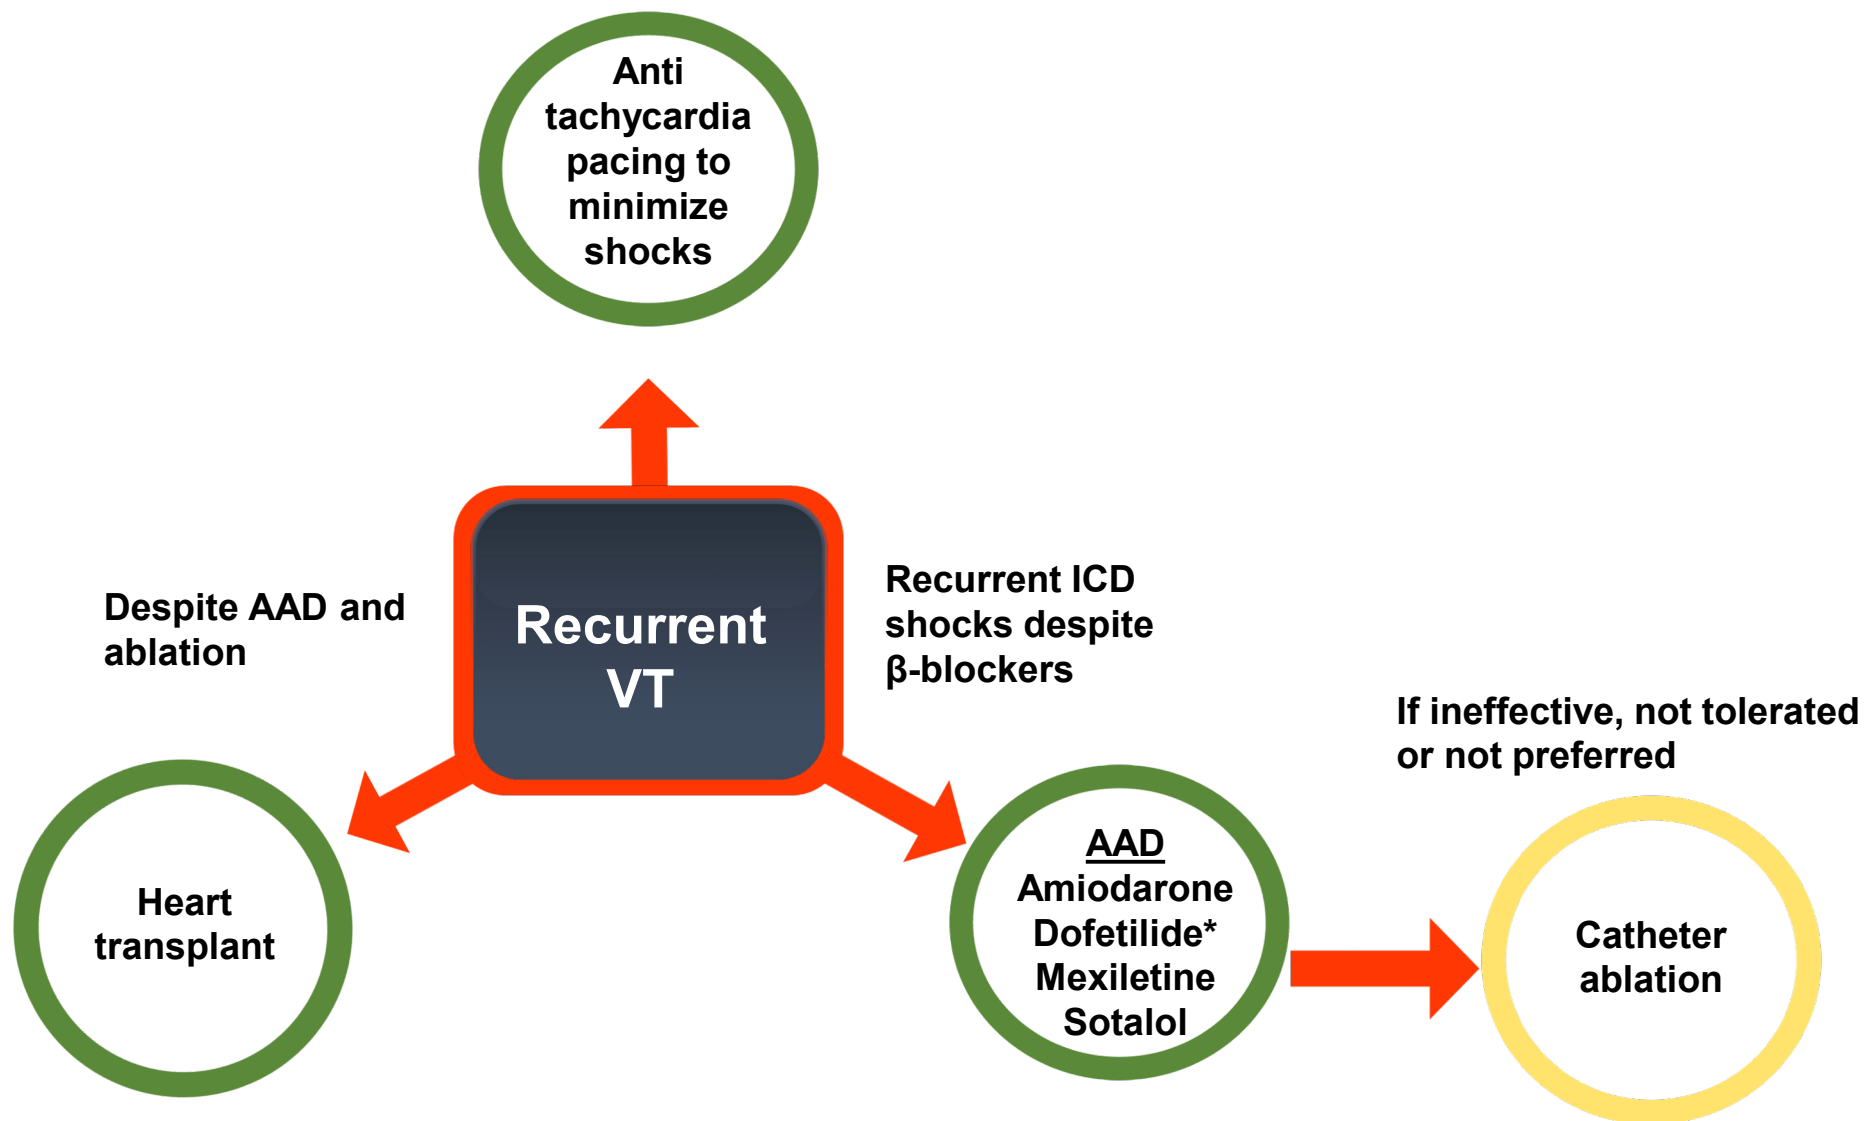 Anti
tachycardia
pacing to
minimize
shocks
Despite AAD and
ablation
Recurrent
VT
Recurrent ICD
shocks despite
β-blockers
If ineffective, not tolerated
or not preferred
Heart
transplant
AAD
Amiodarone
Dofetilide*
Mexiletine
Sotalol
Catheter
ablation